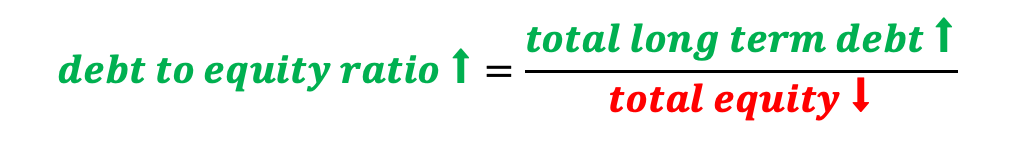 debt to equity ratio ⬆ = total long term debt ⬆
total equity ⬇